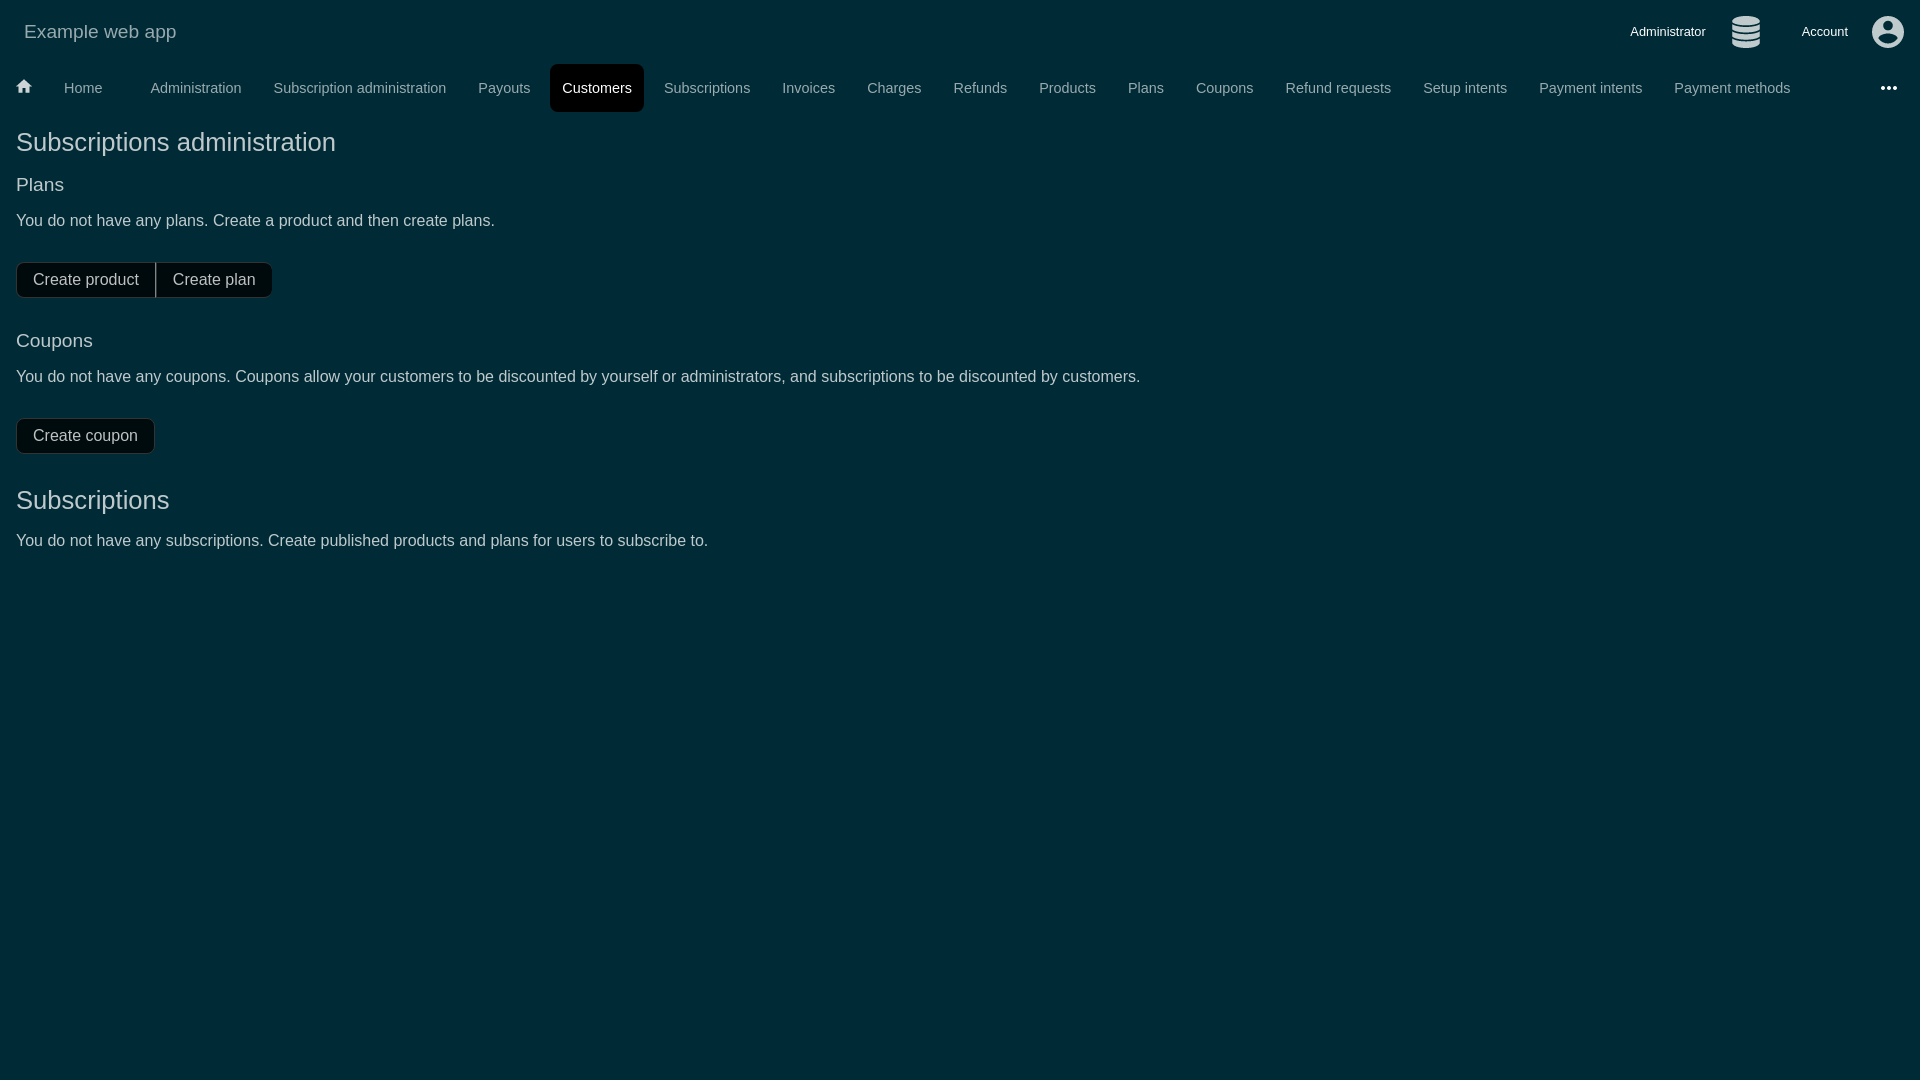 Example web app
Administrator
Account
Home
Administration
Subscription administration
Payouts
Customers
Subscriptions
Invoices
Charges
Refunds
Products
Plans
Coupons
Refund requests
Setup intents
Payment intents
Payment methods
Subscriptions administration
Plans
You do not have any plans. Create a product and then create plans.
Create product
Create plan
Coupons
You do not have any coupons. Coupons allow your customers to be discounted by yourself or administrators, and subscriptions to be discounted by customers.
Create coupon
Subscriptions
You do not have any subscriptions. Create published products and plans for users to subscribe to.